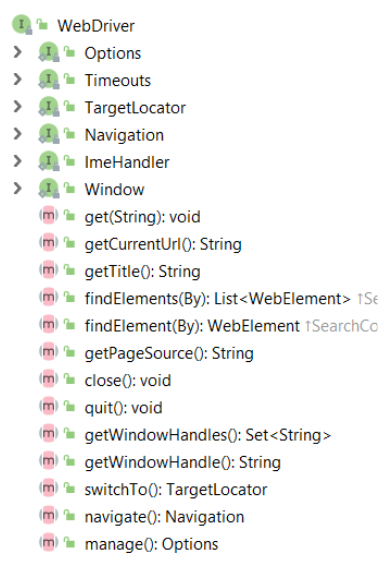 WebDriver
Options
Timeouts
TargetLocator
Navigation
ImeHandler
Window
get(String): void
getCurrentUrl(): String
getTitle(): String
findElements(By): List<WebElement> ↑Se
findElement(By): WebElement ↑SearchCo
getPageSource(): String
close(): void
quit(): void
getWindowHandles(): Set<String>
getWindowHandle(): String
switchTo(): TargetLocator
navigate(): Navigation
manage(): Options